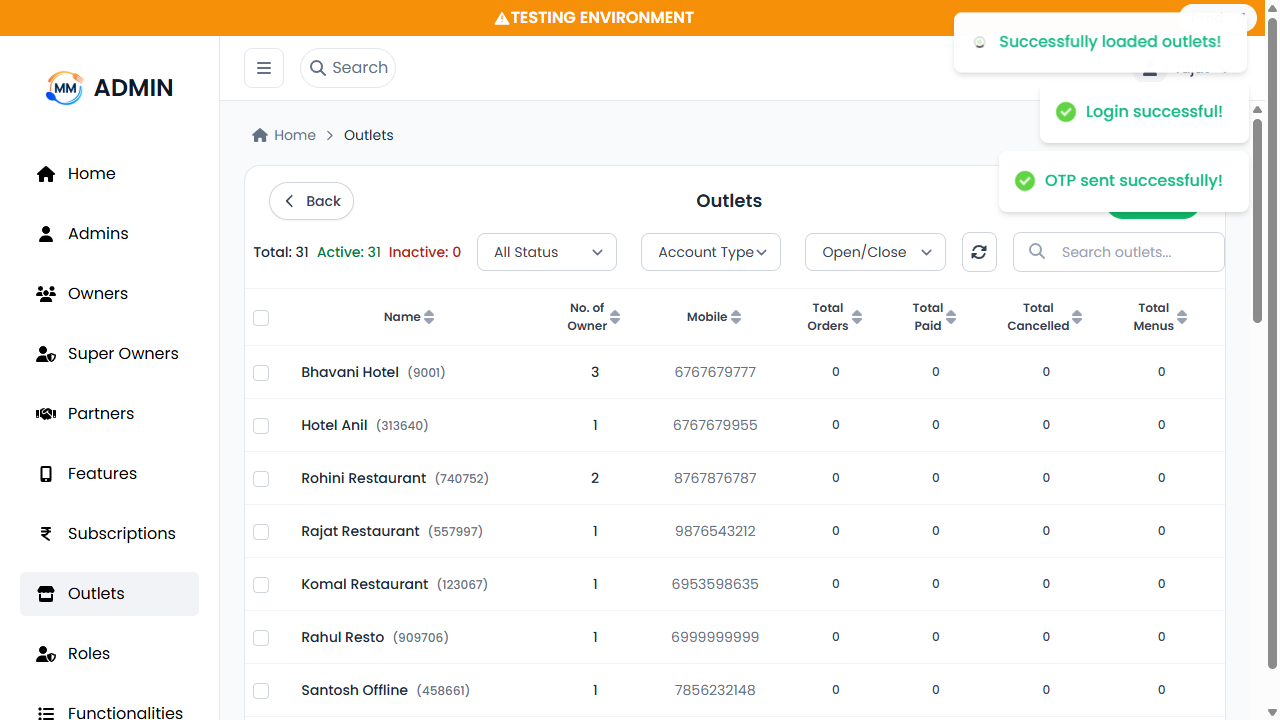 TESTING ENVIRONMENT
Successfully loaded outlets!
Login successful!
OTP sent successfully!
MM ADMIN
Search
Home
Admins
Owners
Super Owners
Partners
Features
Subscriptions
Outlets
Roles
Functionalities
Home > Outlets
Back
Outlets
Total: 31 Active: 31 Inactive: 0 All Status Account Type Open/Close Search outlets...
Name No. of Owner Mobile Total Orders Total Paid Total Cancelled Total Menus
Bhavani Hotel (9001) 3 6767679777 0 0 0 0
Hotel Anil (313640) 1 6767679955 0 0 0 0
Rohini Restaurant (740752) 2 8767876787 0 0 0 0
Rajat Restaurant (557997) 1 9876543212 0 0 0 0
Komal Restaurant (123067) 1 6953598635 0 0 0 0
Rahul Resto (909706) 1 6999999999 0 0 0 0
Santosh Offline (458661) 1 7856232148 0 0 0 0